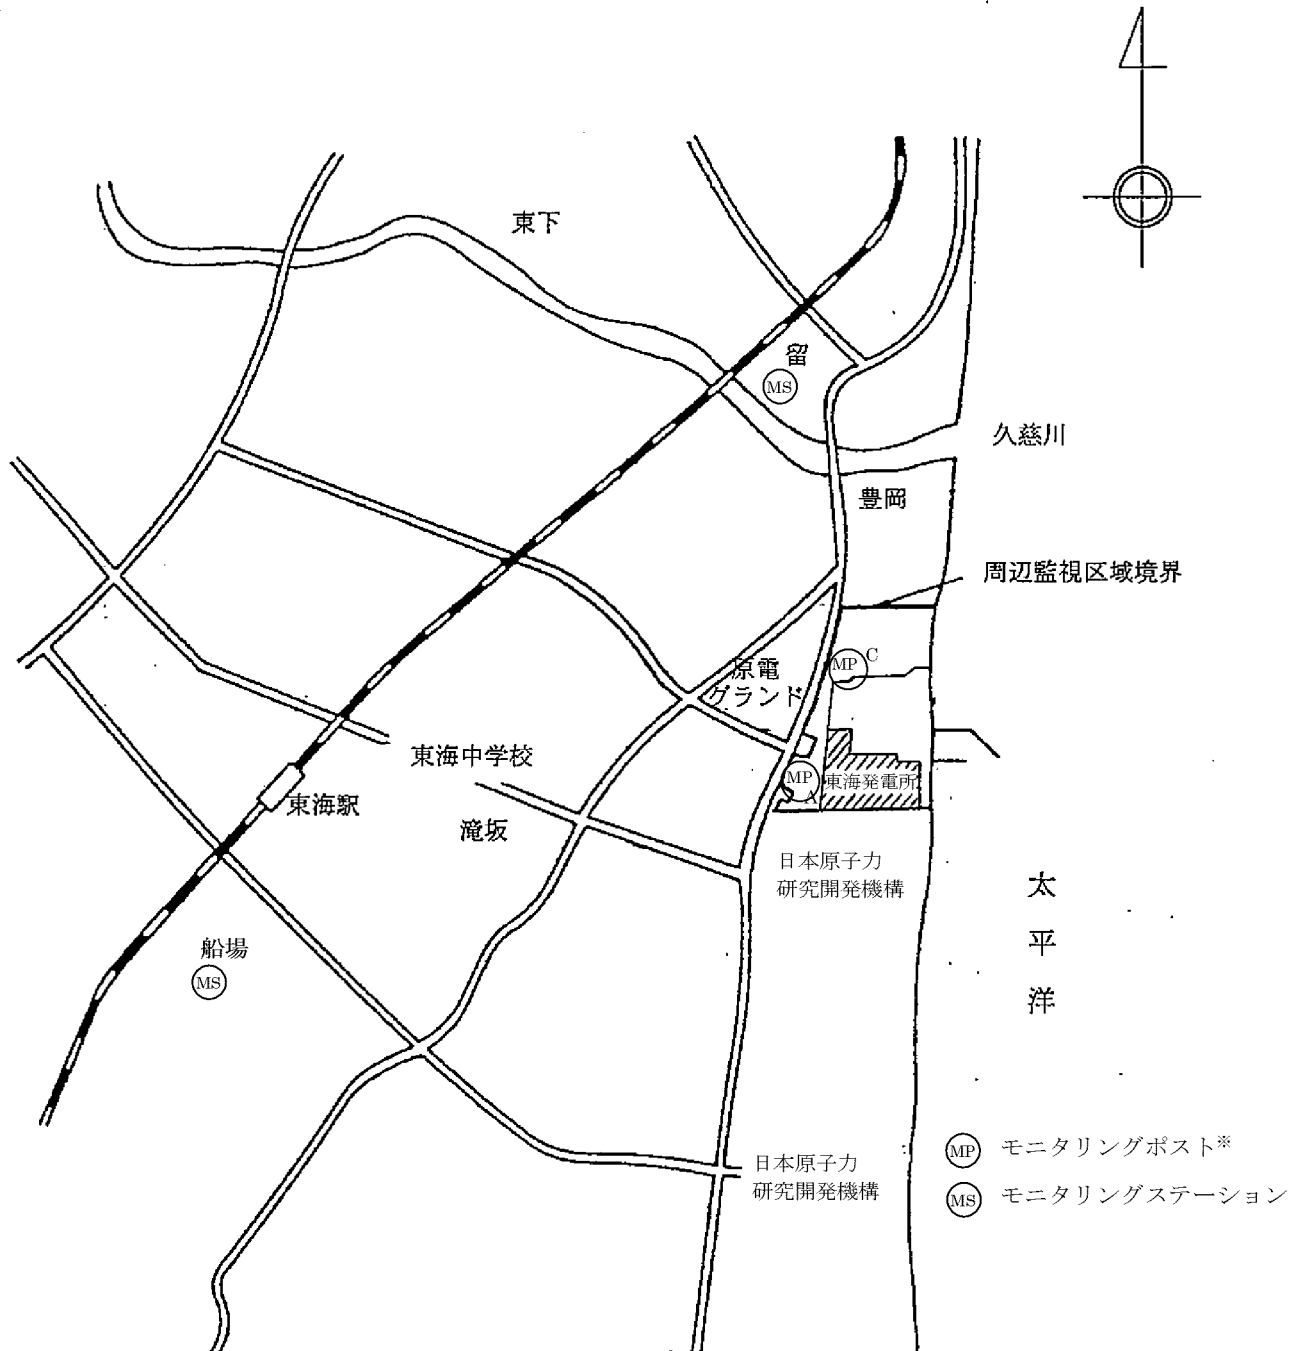 東下
留
MS
久慈川
豊岡
周辺監視区域境界
MP C
原電
グランド
東海中学校
MP A
東海発電所
東海駅
滝坂
日本原子力
研究開発機構
太平洋
船場
MS
MP モニタリングポスト※
日本原子力
研究開発機構
MS モニタリングステーション